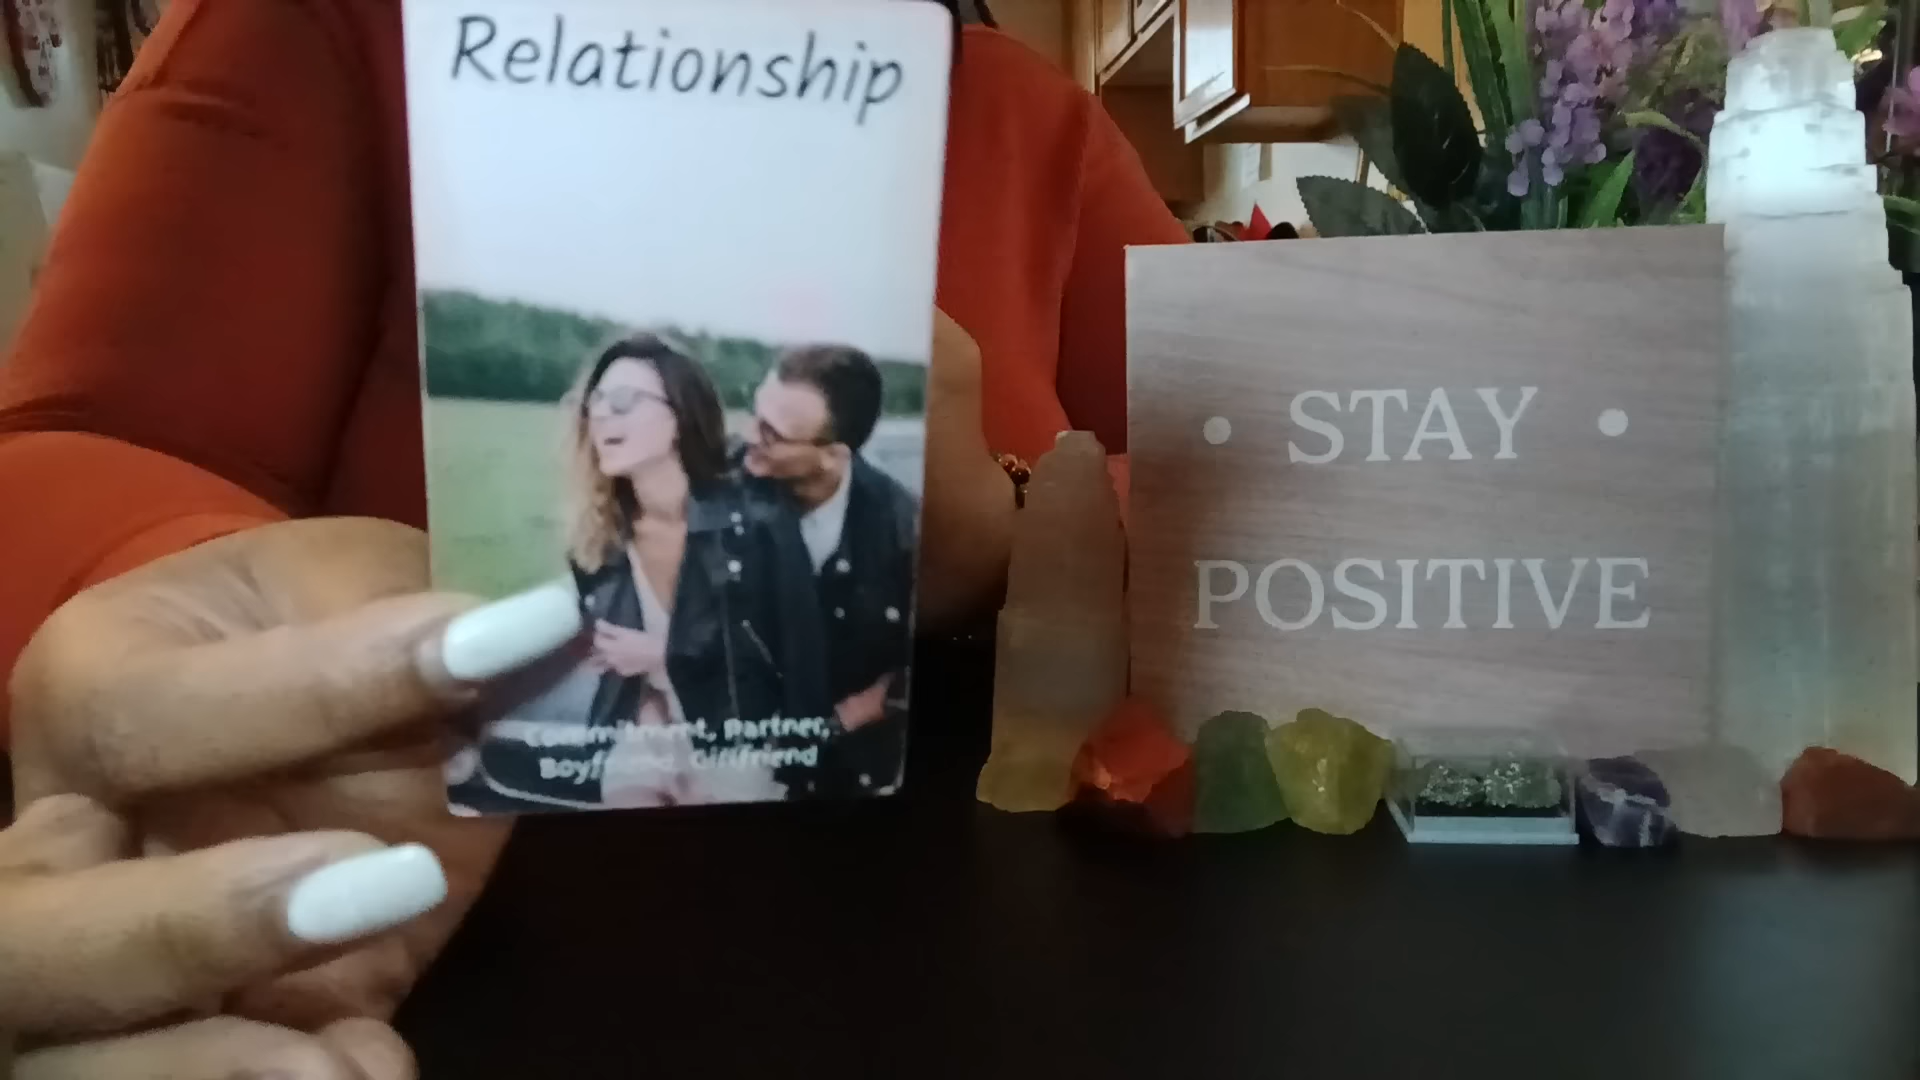 Relationship
Commitment, Partner,
Boyfriend, Girlfriend
• STAY •
POSITIVE